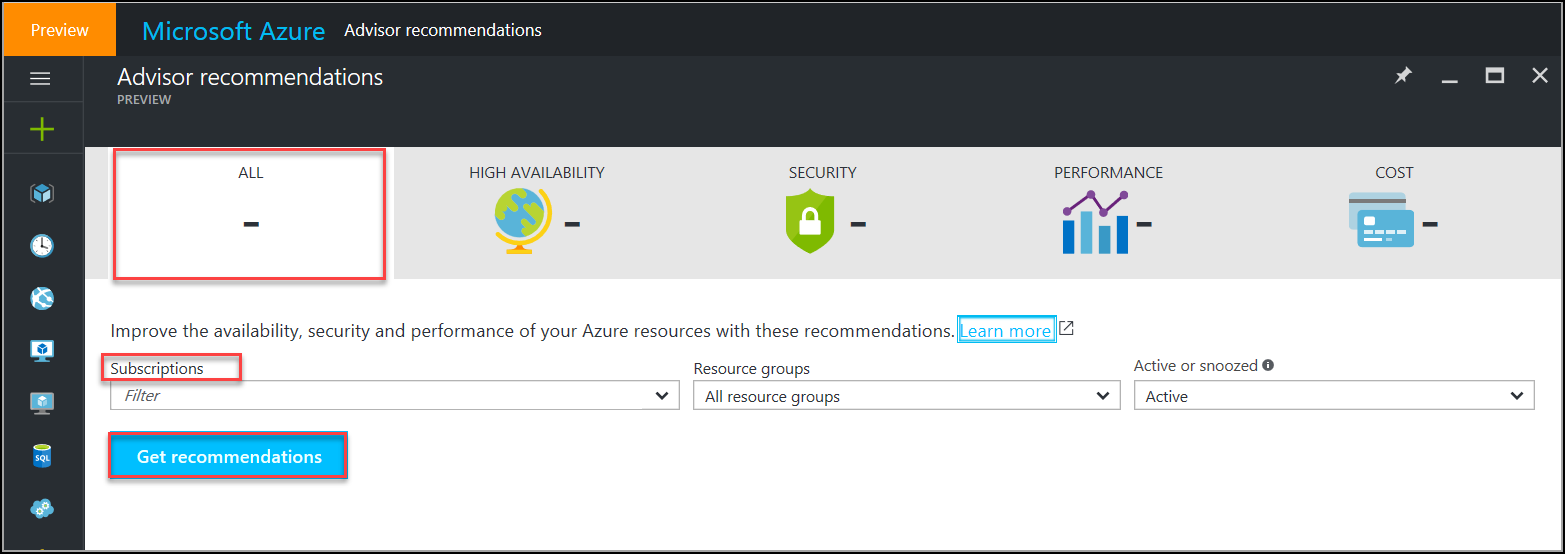 Preview Microsoft Azure Advisor recommendations
Advisor recommendations
PREVIEW
ALL HIGH AVAILABILITY SECURITY PERFORMANCE COST
- - - - -
Improve the availability, security and performance of your Azure resources with these recommendations. Learn more
Subscriptions Resource groups Active or snoozed
Filter All resource groups Active
Get recommendations
SQL